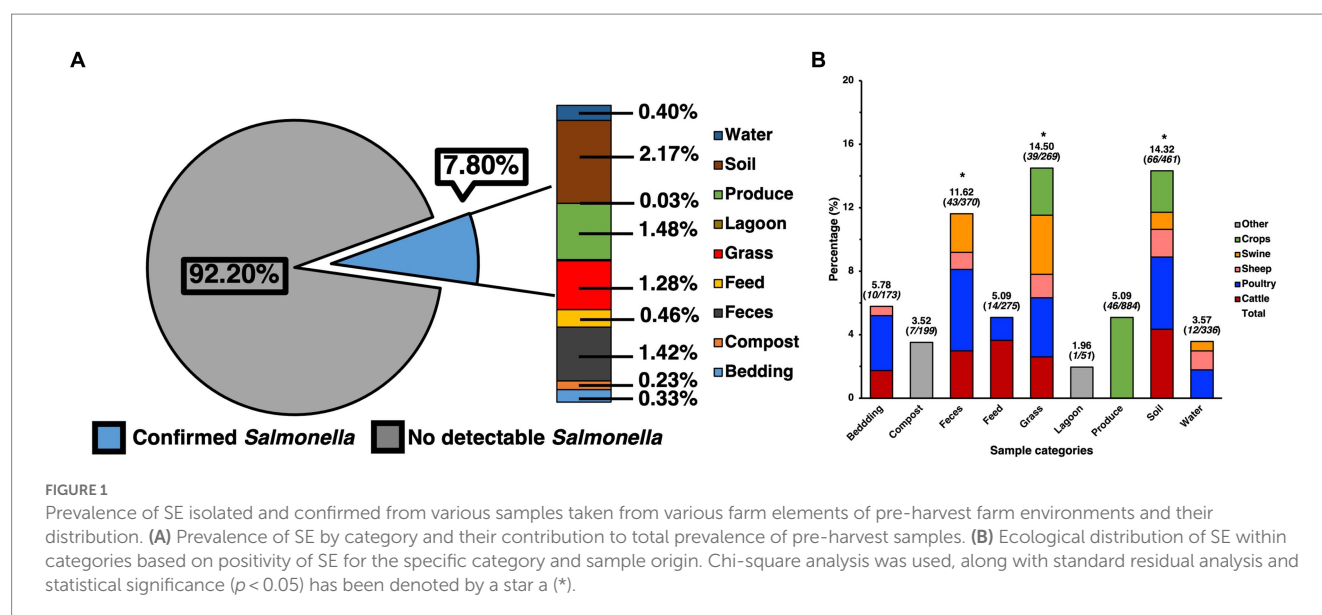 A
7.80%
92.20%
0.40%
2.17%
0.03%
1.48%
1.28%
0.46%
1.42%
0.23%
0.33%
Water
Soil
Produce
Lagoon
Grass
Feed
Feces
Compost
Bedding
Confirmed Salmonella
No detectable Salmonella
B
Percentage (%)
20
16
12
8
4
0
5.78
(10/173)
3.52
(7/199)
*
11.62
(43/370)
5.09
(14/275)
*
14.50
(39/269)
1.96
(1/51)
5.09
(46/884)
*
14.32
(66/461)
3.57
(12/336)
Beddding
Compost
Feces
Feed
Grass
Lagoon
Produce
Soil
Water
Sample categories
Other
Crops
Swine
Sheep
Poultry
Cattle
Total
FIGURE 1
Prevalence of SE isolated and confirmed from various samples taken from various farm elements of pre-harvest farm environments and their
distribution. (A) Prevalence of SE by category and their contribution to total prevalence of pre-harvest samples. (B) Ecological distribution of SE within
categories based on positivity of SE for the specific category and sample origin. Chi-square analysis was used, along with standard residual analysis and
statistical significance (p < 0.05) has been denoted by a star a (*).